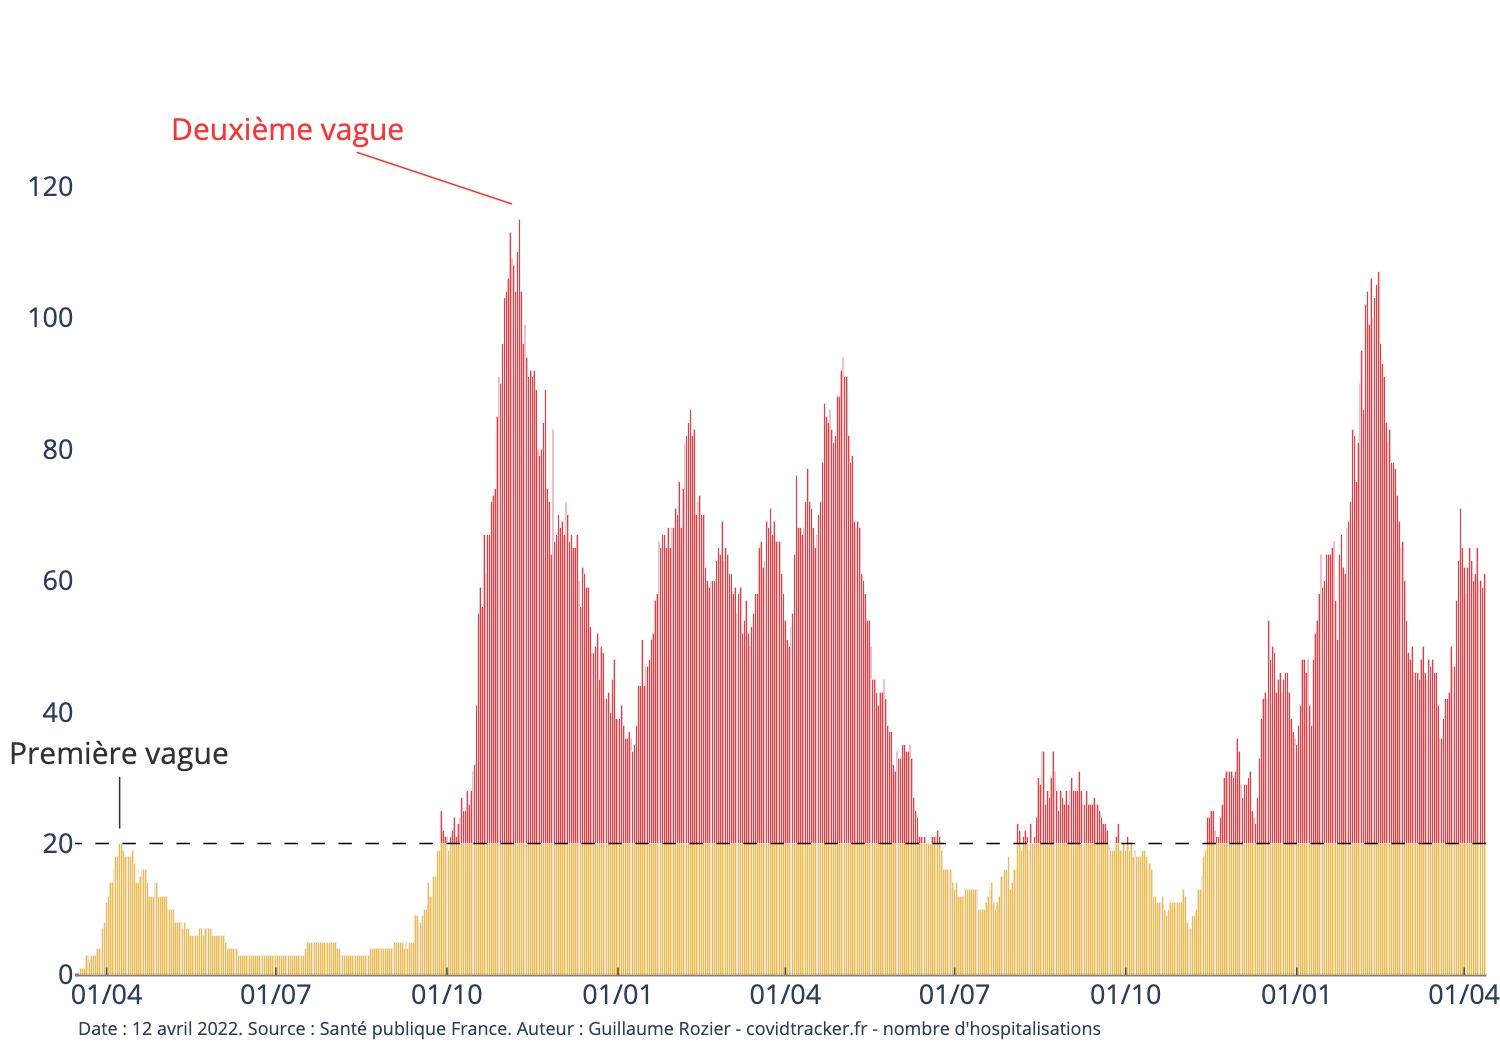 Deuxième vague
120
100
80
60
40
Première vague
20
0
01/04 01/07 01/10 01/01 01/04 01/07 01/10 01/01 01/04
Date : 12 avril 2022. Source : Santé publique France. Auteur : Guillaume Rozier - covidtracker.fr - nombre d'hospitalisations